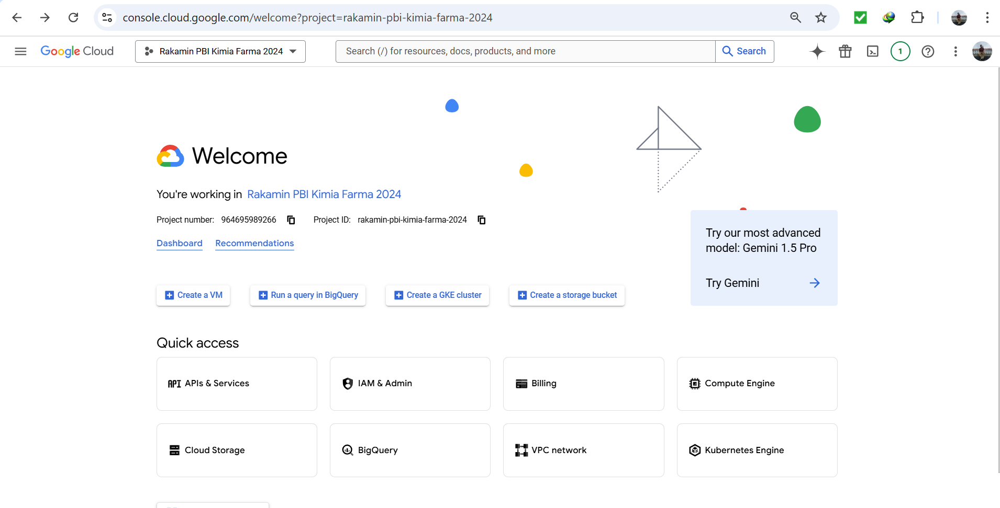 console.cloud.google.com/welcome?project=rakamin-pbi-kimia-farma-2024
Google Cloud
Rakamin PBI Kimia Farma 2024
Search (/) for resources, docs, products, and more
Search
1
Welcome
You're working in Rakamin PBI Kimia Farma 2024
Project number: 964695989266 Project ID: rakamin-pbi-kimia-farma-2024
Dashboard Recommendations
Try our most advanced
model: Gemini 1.5 Pro
Try Gemini
Create a VM
Run a query in BigQuery
Create a GKE cluster
Create a storage bucket
Quick access
API APIs & Services
IAM & Admin
Billing
Compute Engine
Cloud Storage
BigQuery
VPC network
Kubernetes Engine